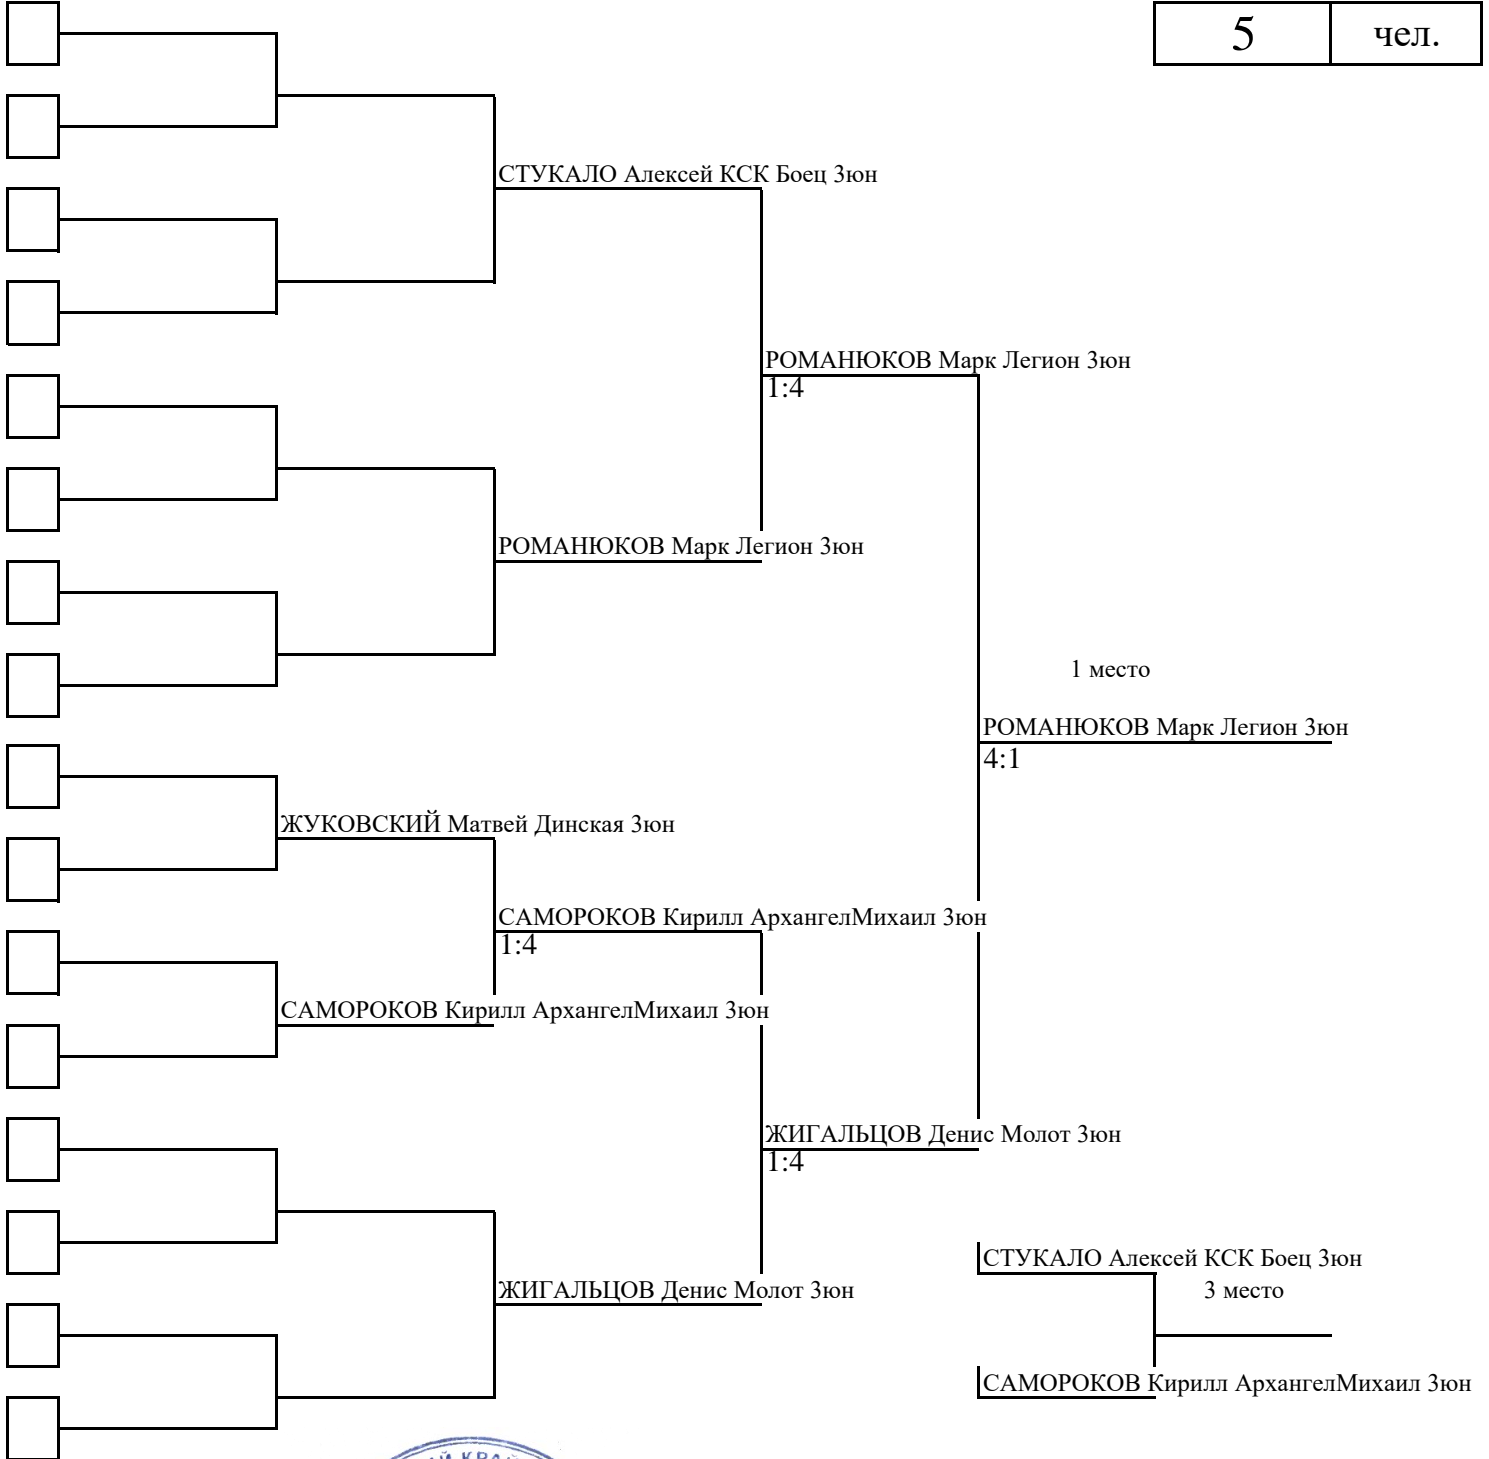 5 чел.
СТУКАЛО Алексей КСК Боец 3юн
РОМАНЮКОВ Марк Легион 3юн
1:4
РОМАНЮКОВ Марк Легион 3юн
1 место
РОМАНЮКОВ Марк Легион 3юн
4:1
ЖУКОВСКИЙ Матвей Динская 3юн
САМОРОКОВ Кирилл АрхангелМихаил 3юн
1:4
САМОРОКОВ Кирилл АрхангелМихаил 3юн
ЖИГАЛЬЦОВ Денис Молот 3юн
1:4
СТУКАЛО Алексей КСК Боец 3юн
ЖИГАЛЬЦОВ Денис Молот 3юн
3 место
САМОРОКОВ Кирилл АрхангелМихаил 3юн